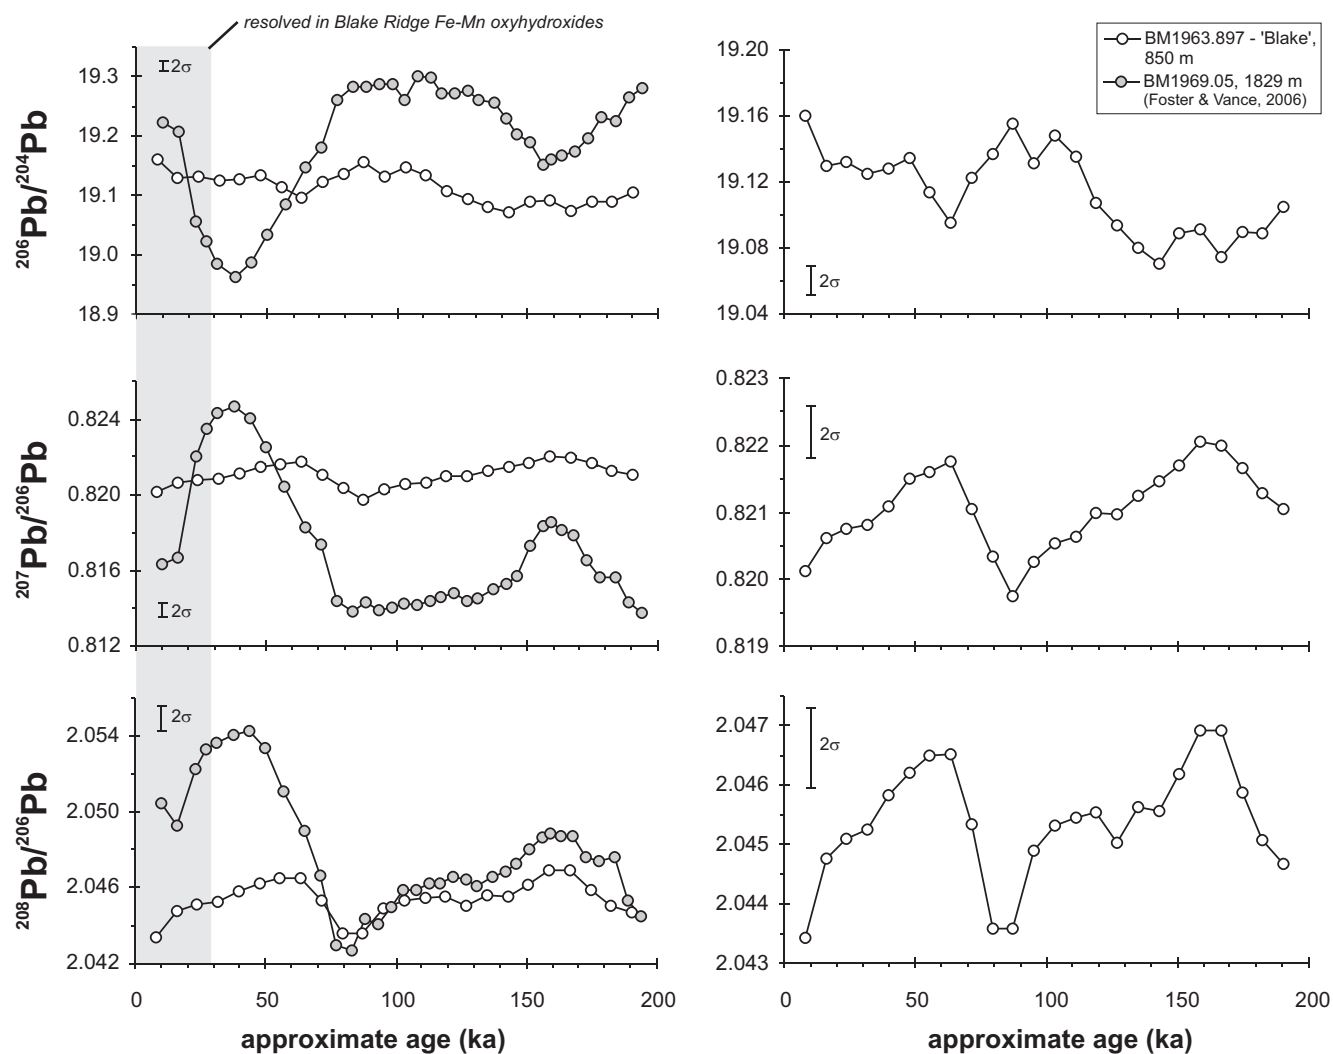 resolved in Blake Ridge Fe-Mn oxyhydroxides
206Pb/204Pb
19.3
19.2
19.1
19.0
18.9
2σ
19.20
19.16
19.12
19.08
19.04
2σ
BM1963.897 - 'Blake',
850 m
BM1969.05, 1829 m
(Foster & Vance, 2006)
207Pb/206Pb
0.824
0.820
0.816
0.812
2σ
0.823
0.822
0.821
0.820
0.819
2σ
208Pb/206Pb
2.054
2.050
2.046
2.042
2σ
0 50 100 150 200
approximate age (ka)
2.047
2.046
2.045
2.044
2.043
2σ
0 50 100 150 200
approximate age (ka)